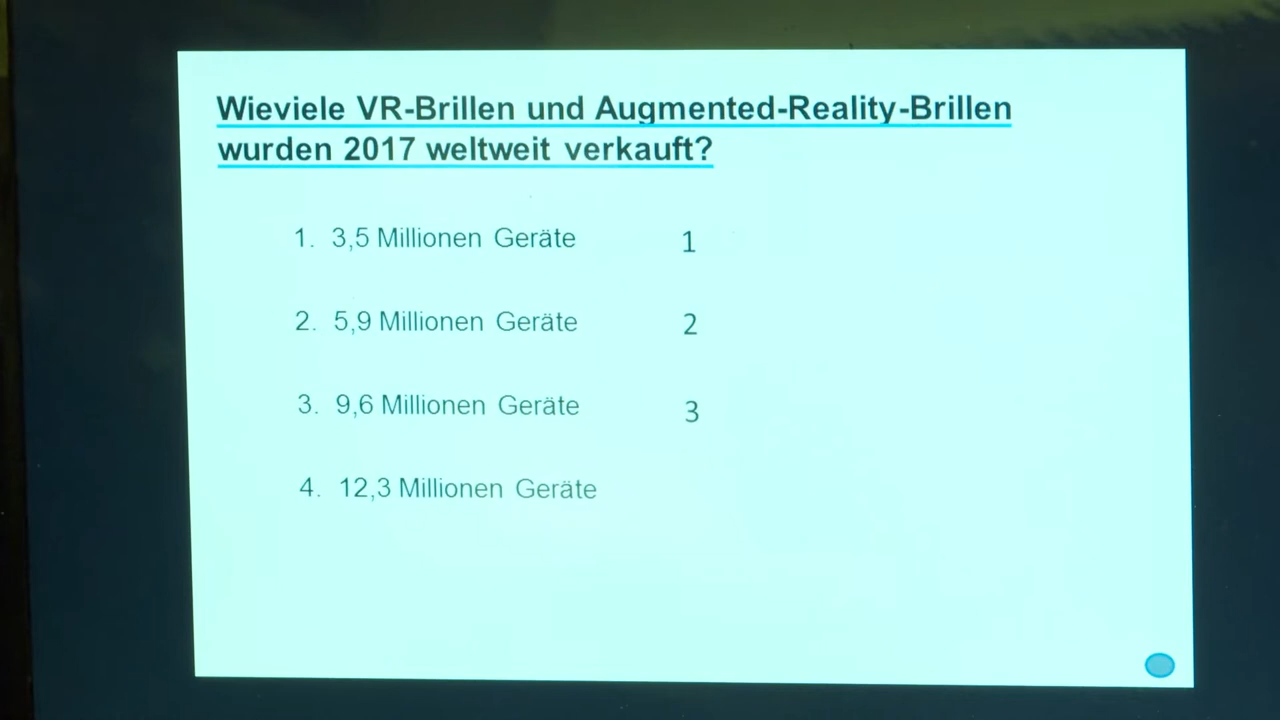 Wieviele VR-Brillen und Augmented-Reality-Brillen
wurden 2017 weltweit verkauft?
1. 3,5 Millionen Geräte 1
2. 5,9 Millionen Geräte 2
3. 9,6 Millionen Geräte 3
4. 12,3 Millionen Geräte